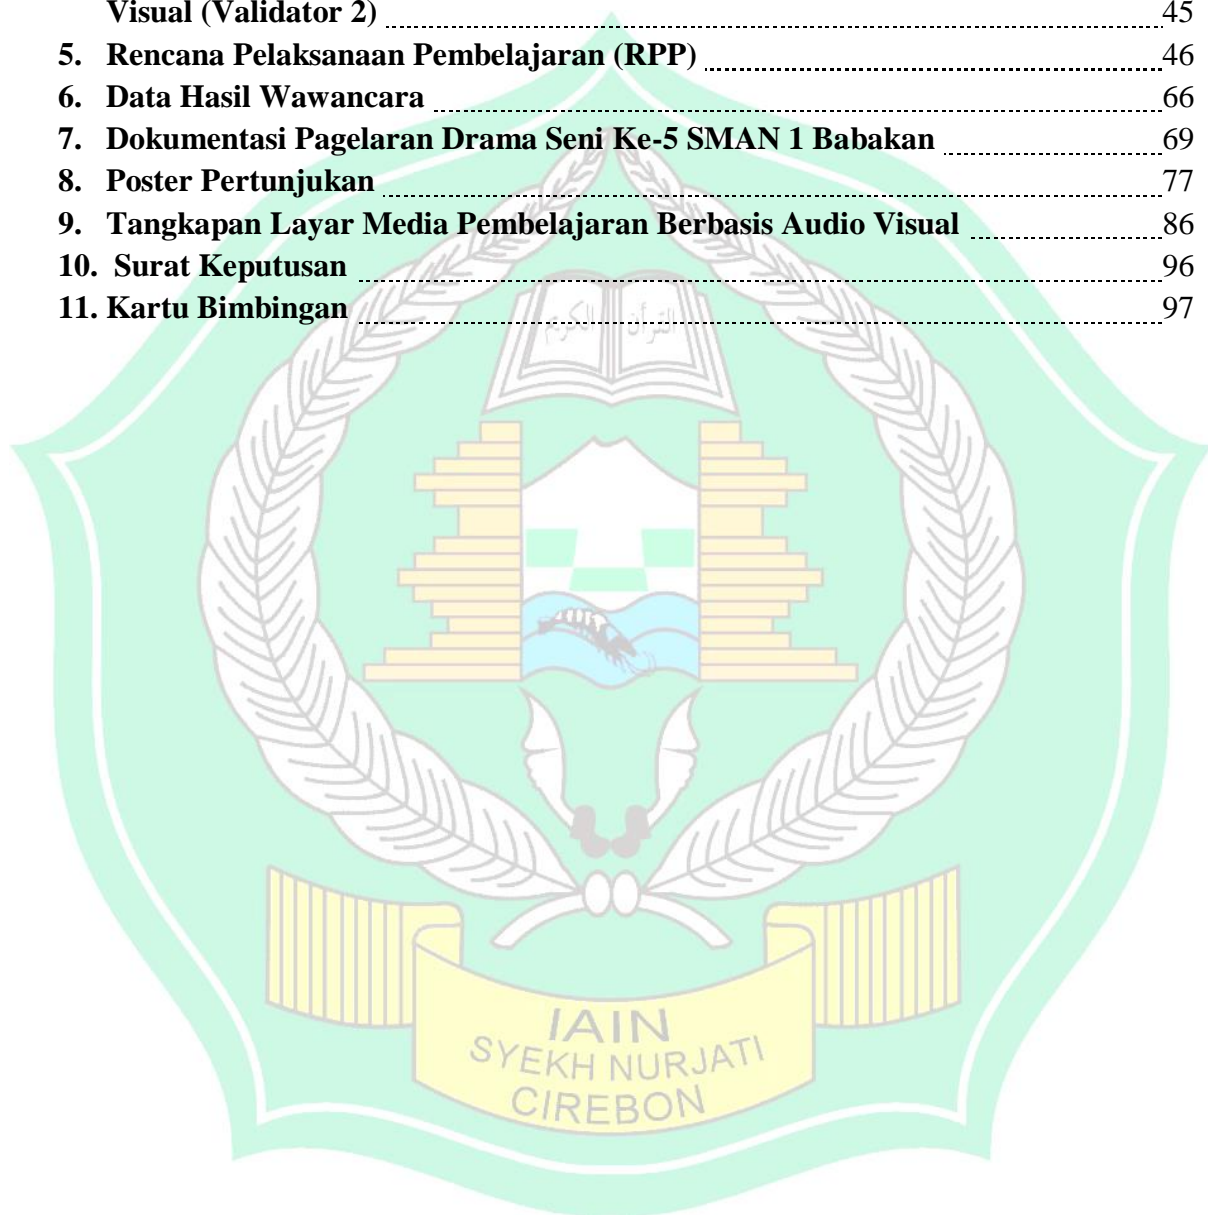 Visual (Validator 2) 45
5. Rencana Pelaksanaan Pembelajaran (RPP) 46
6. Data Hasil Wawancara 66
7. Dokumentasi Pagelaran Drama Seni Ke-5 SMAN 1 Babakan 69
8. Poster Pertunjukan 77
9. Tangkapan Layar Media Pembelajaran Berbasis Audio Visual 86
10. Surat Keputusan 96
11. Kartu Bimbingan 97
القرآن الكريم
IAIN
SYEKH NURJATI
CIREBON